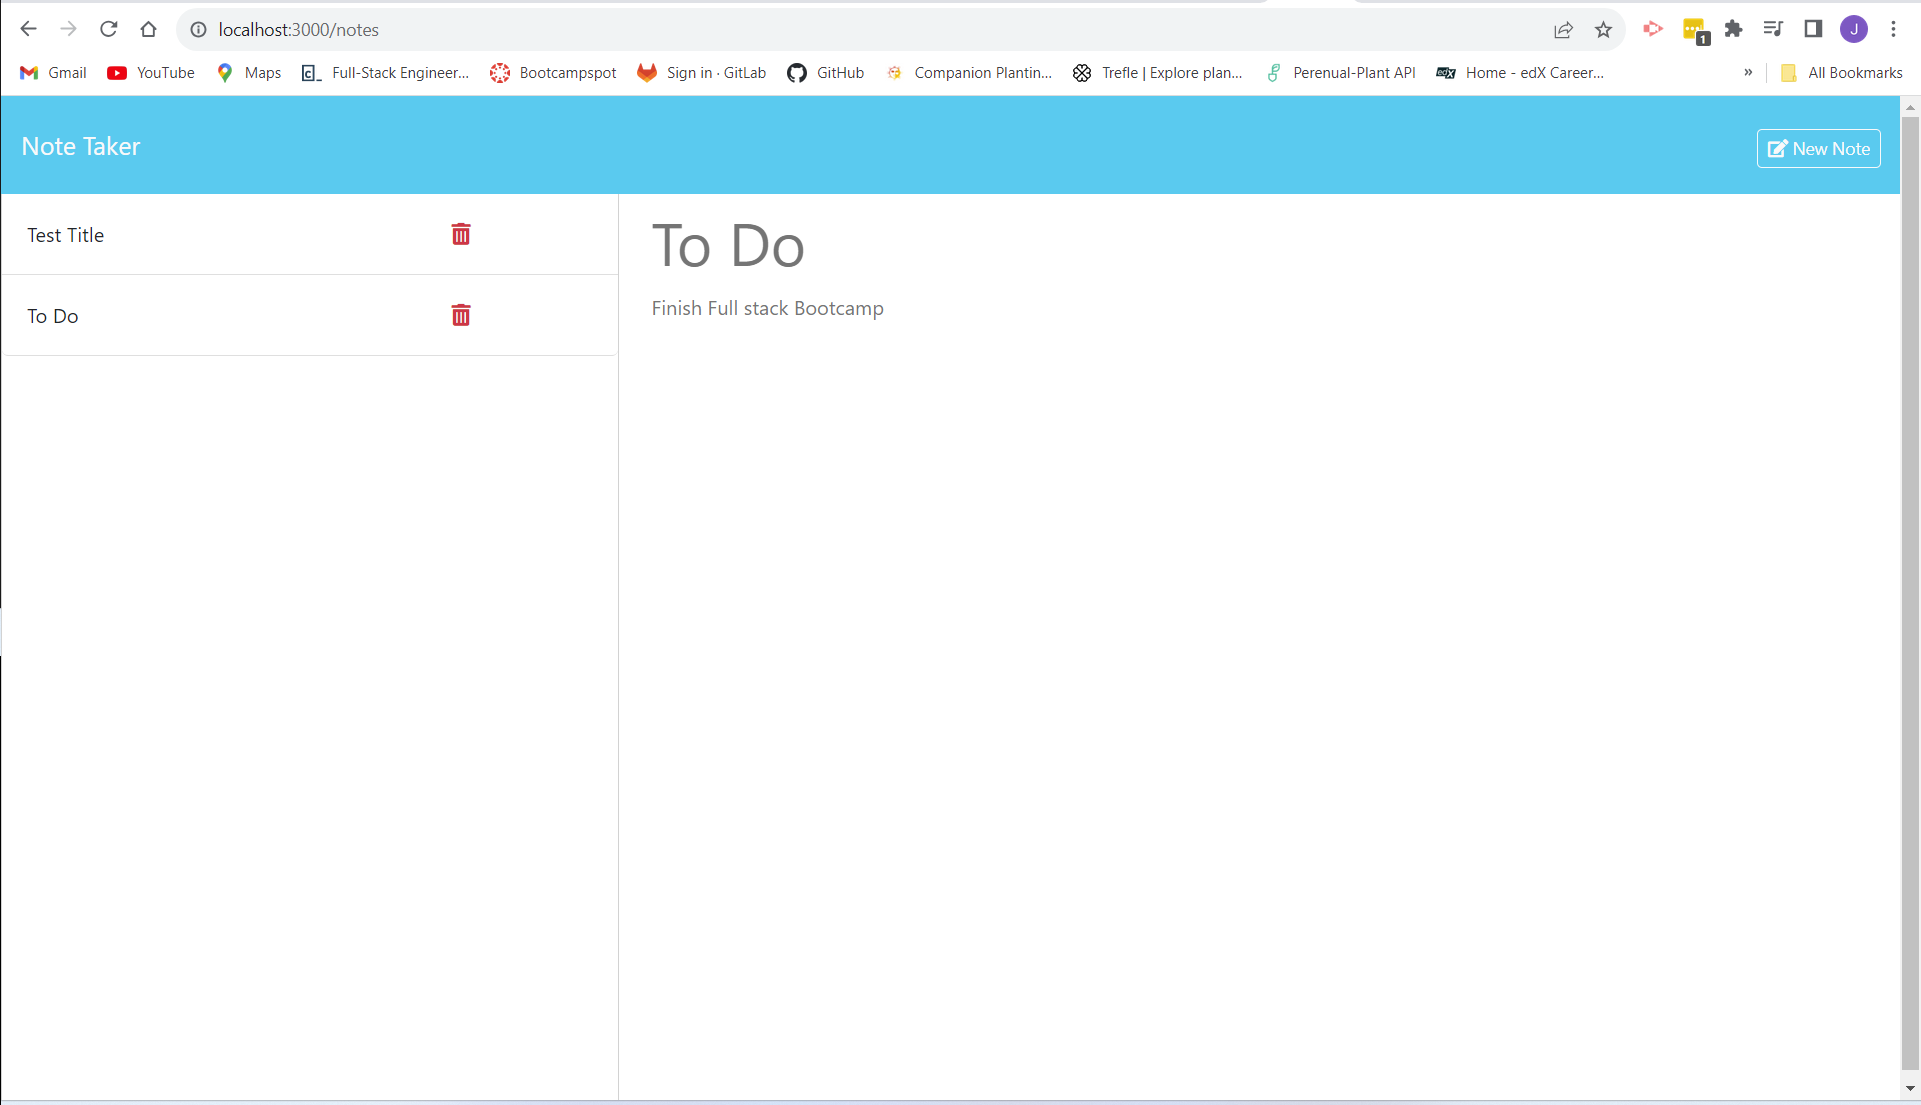 localhost:3000/notes
1
J
Gmail YouTube Maps Full-Stack Engineer... Bootcampspot Sign in · GitLab GitHub Companion Plantin... Trefle | Explore plan... Perenual-Plant API edX Home - edX Career... » All Bookmarks
Note Taker
New Note
Test Title
To Do
To Do
Finish Full stack Bootcamp